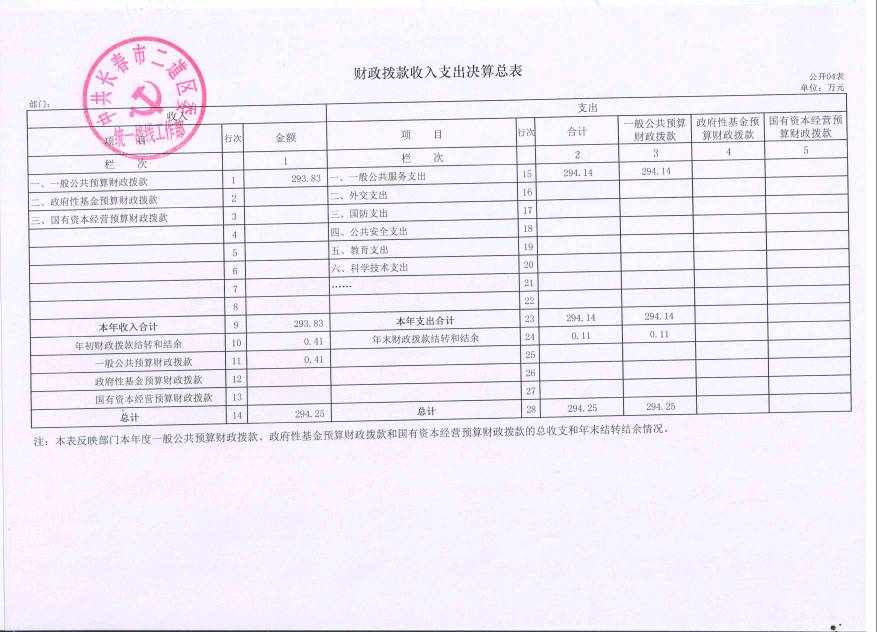 财政拨款收入支出决算总表
公开04表
部门： 单位：万元
中共长春市二道区委
统一战线工作部
收入 支出
项 目 行次 金额 项 目 行次 合计 一般公共预算财政拨款 政府性基金预算财政拨款 国有资本经营预算财政拨款
栏 次 1 栏 次 2 3 4 5
一、一般公共预算财政拨款 1 293.83 一、一般公共服务支出 15 294.14 294.14
二、政府性基金预算财政拨款 2 二、外交支出 16
三、国有资本经营预算财政拨款 3 三、国防支出 17
4 四、公共安全支出 18
5 五、教育支出 19
6 六、科学技术支出 20
7 …… 21
8 22
本年收入合计 9 293.83 本年支出合计 23 294.14 294.14
年初财政拨款结转和结余 10 0.41 年末财政拨款结转和结余 24 0.11 0.11
一般公共预算财政拨款 11 0.41 25
政府性基金预算财政拨款 12 26
国有资本经营预算财政拨款 13 27
总计 14 294.25 总计 28 294.25 294.25
注：本表反映部门本年度一般公共预算财政拨款、政府性基金预算财政拨款和国有资本经营预算财政拨款的总收支和年末结转结余情况。